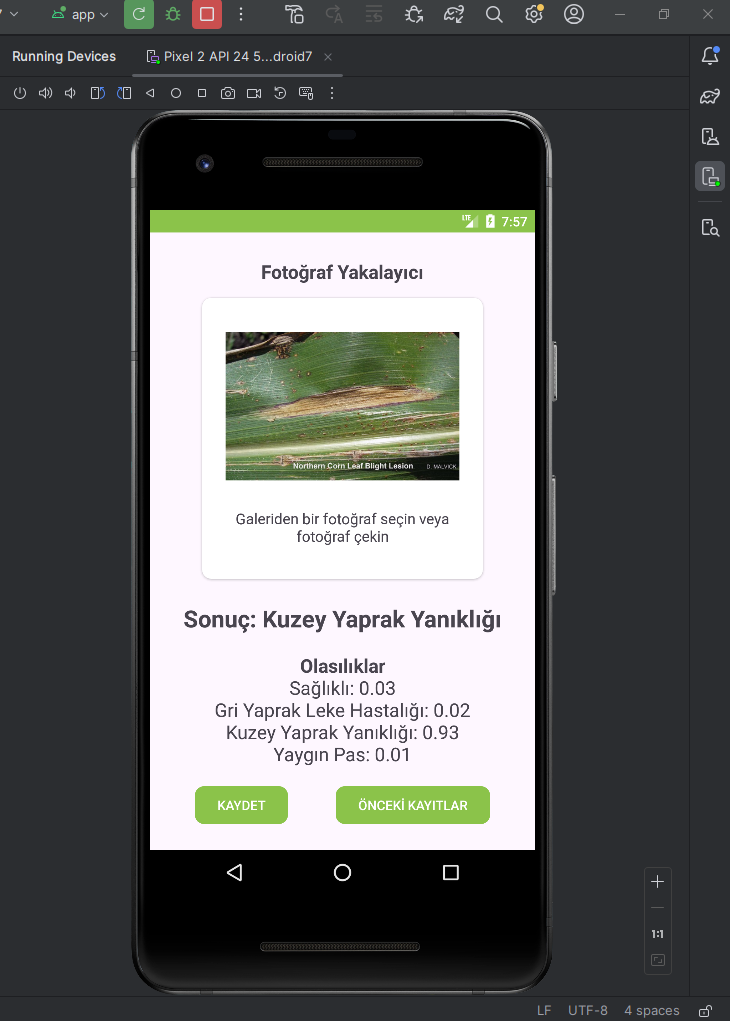 app
Running Devices
Pixel 2 API 24 5...droid7
LTE
7:57
Fotoğraf Yakalayıcı
Northern Corn Leaf Blight Lesion
D. MALVICK
Galeriden bir fotoğraf seçin veya
fotoğraf çekin
Sonuç: Kuzey Yaprak Yanıklığı
Olasılıklar
Sağlıklı: 0.03
Gri Yaprak Leke Hastalığı: 0.02
Kuzey Yaprak Yanıklığı: 0.93
Yaygın Pas: 0.01
KAYDET
ÖNCEKİ KAYITLAR
1:1
LF
UTF-8
4 spaces